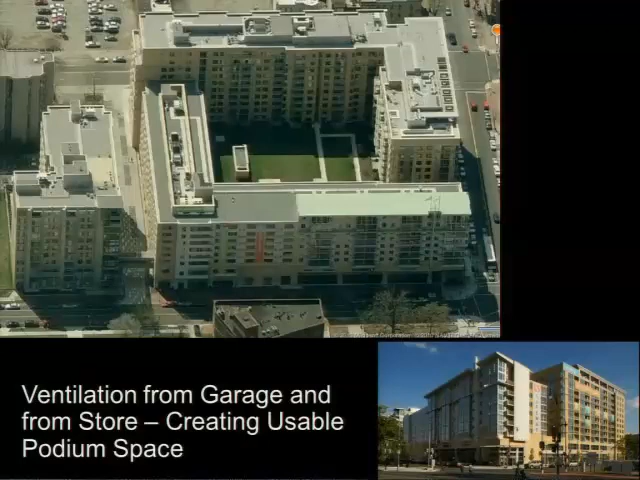 Ventilation from Garage and
from Store – Creating Usable
Podium Space